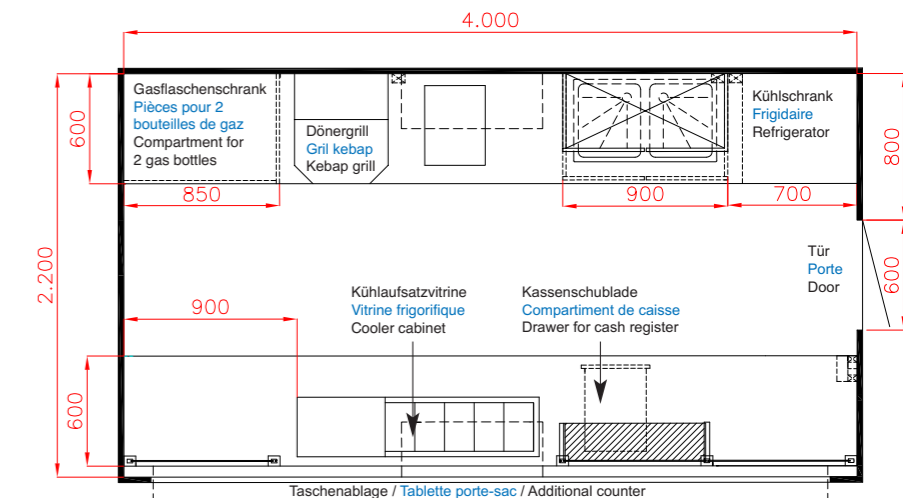 4.000
Gasflaschenschrank
Pièces pour 2
bouteilles de gaz
Compartment for
2 gas bottles
600
850
Dönergrill
Gril kebap
Kebap grill
900
Kühlschrank
Frigidaire
Refrigerator
700
800
2.200
Tür
Porte
Door
600
900
Kühlaufsatzvitrine
Vitrine frigorifique
Cooler cabinet
Kassenschublade
Compartiment de caisse
Drawer for cash register
600
Taschenablage / Tablette porte-sac / Additional counter